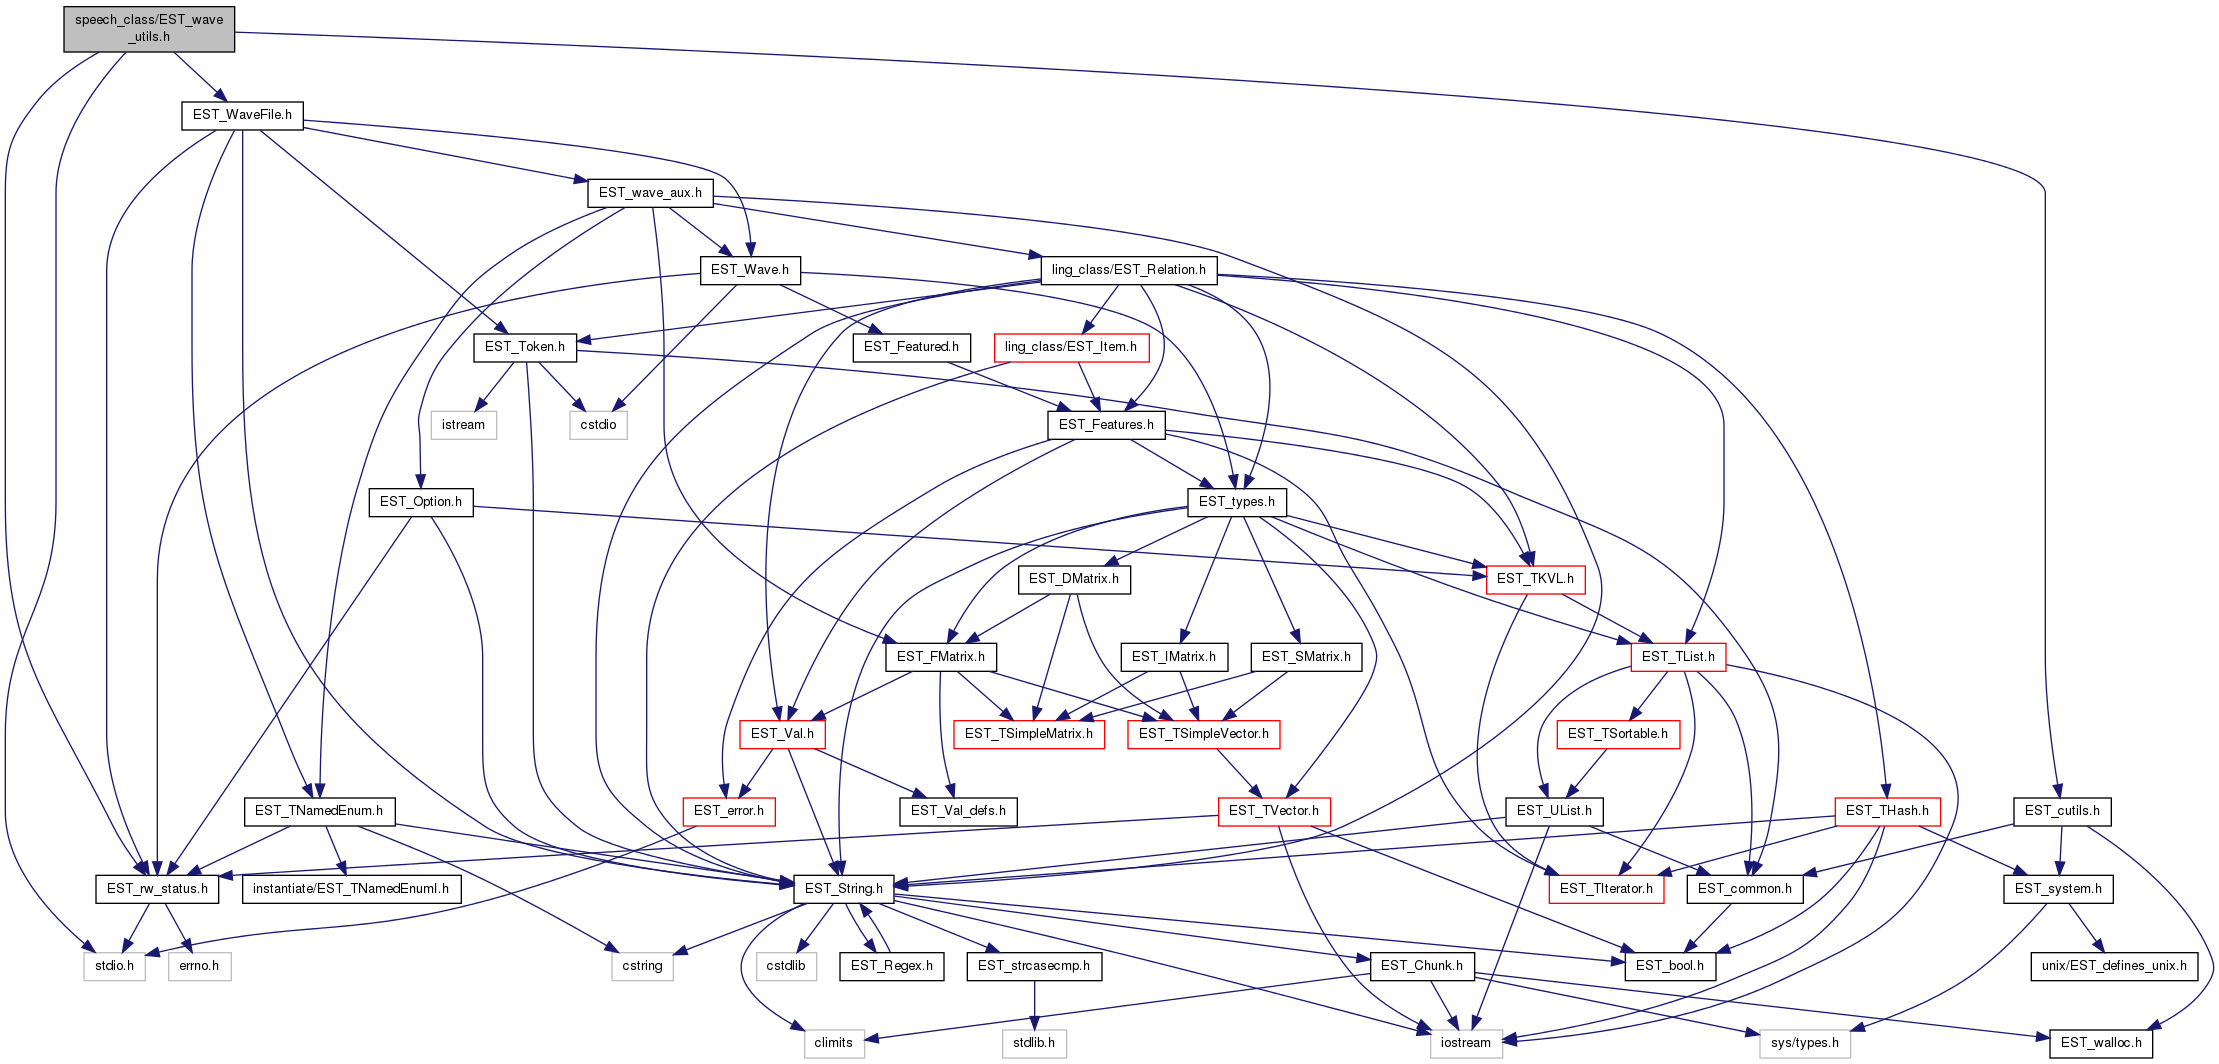 speech_class/EST_wave
_utils.h
EST_WaveFile.h
EST_wave_aux.h
EST_Wave.h
ling_class/EST_Relation.h
EST_Token.h
EST_Featured.h
ling_class/EST_Item.h
istream
cstdio
EST_Features.h
EST_Option.h
EST_types.h
EST_DMatrix.h
EST_TKVL.h
EST_FMatrix.h
EST_IMatrix.h
EST_SMatrix.h
EST_TList.h
EST_Val.h
EST_TSimpleMatrix.h
EST_TSimpleVector.h
EST_TSortable.h
EST_TNamedEnum.h
EST_error.h
EST_Val_defs.h
EST_TVector.h
EST_UList.h
EST_THash.h
EST_cutils.h
EST_rw_status.h
instantiate/EST_TNamedEnumI.h
EST_String.h
EST_TIterator.h
EST_common.h
EST_system.h
stdio.h
errno.h
cstring
cstdlib
EST_Regex.h
EST_strcasecmp.h
EST_Chunk.h
EST_bool.h
unix/EST_defines_unix.h
climits
stdlib.h
iostream
sys/types.h
EST_walloc.h